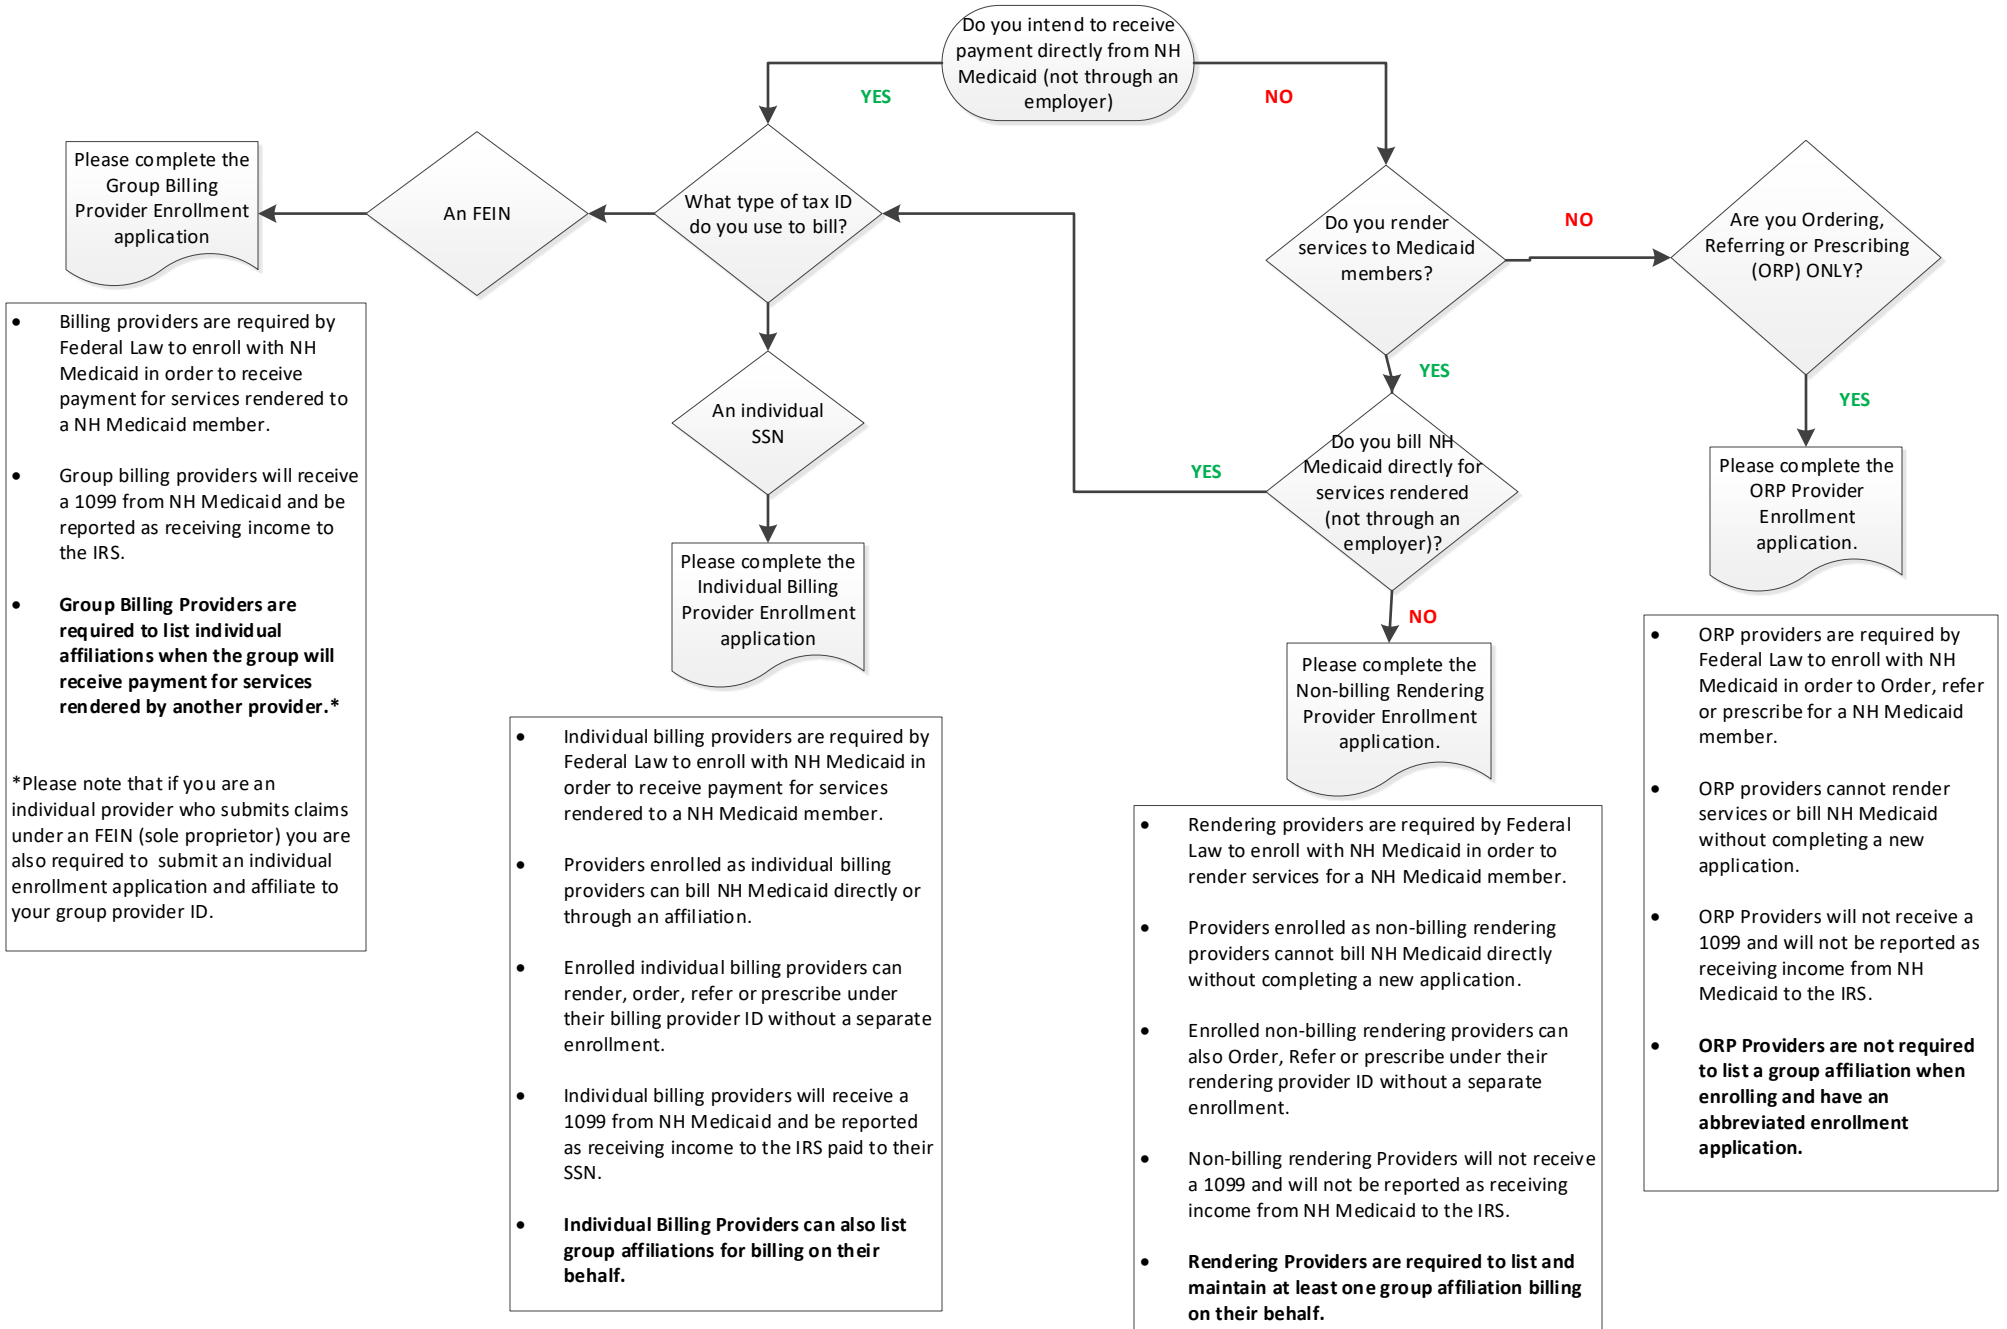 Do you intend to receive
payment directly from NH
Medicaid (not through an
employer)
YES
NO
Please complete the
Group Billing
Provider Enrollment
application
An FEIN
What type of tax ID
do you use to bill?
Do you render
services to Medicaid
members?
NO
Are you Ordering,
Referring or Prescribing
(ORP) ONLY?
YES
YES
An individual
SSN
Do you bill NH
Medicaid directly for
services rendered
(not through an
employer)?
YES
NO
Please complete the
ORP Provider
Enrollment
application.
Please complete the
Individual Billing
Provider Enrollment
application
Please complete the
Non-billing Rendering
Provider Enrollment
application.
• Billing providers are required by
Federal Law to enroll with NH
Medicaid in order to receive
payment for services rendered to
a NH Medicaid member.
• Group billing providers will receive
a 1099 from NH Medicaid and be
reported as receiving income to
the IRS.
• Group Billing Providers are
required to list individual
affiliations when the group will
receive payment for services
rendered by another provider.*
*Please note that if you are an
individual provider who submits claims
under an FEIN (sole proprietor) you are
also required to submit an individual
enrollment application and affiliate to
your group provider ID.
• Individual billing providers are required by
Federal Law to enroll with NH Medicaid in
order to receive payment for services
rendered to a NH Medicaid member.
• Providers enrolled as individual billing
providers can bill NH Medicaid directly or
through an affiliation.
• Enrolled individual billing providers can
render, order, refer or prescribe under
their billing provider ID without a separate
enrollment.
• Individual billing providers will receive a
1099 from NH Medicaid and be reported
as receiving income to the IRS paid to their
SSN.
• Individual Billing Providers can also list
group affiliations for billing on their
behalf.
• Rendering providers are required by Federal
Law to enroll with NH Medicaid in order to
render services for a NH Medicaid member.
• Providers enrolled as non-billing rendering
providers cannot bill NH Medicaid directly
without completing a new application.
• Enrolled non-billing rendering providers can
also Order, Refer or prescribe under their
rendering provider ID without a separate
enrollment.
• Non-billing rendering Providers will not receive
a 1099 and will not be reported as receiving
income from NH Medicaid to the IRS.
• Rendering Providers are required to list and
maintain at least one group affiliation billing
on their behalf.
• ORP providers are required by
Federal Law to enroll with NH
Medicaid in order to Order, refer
or prescribe for a NH Medicaid
member.
• ORP providers cannot render
services or bill NH Medicaid
without completing a new
application.
• ORP Providers will not receive a
1099 and will not be reported as
receiving income from NH
Medicaid to the IRS.
• ORP Providers are not required
to list a group affiliation when
enrolling and have an
abbreviated enrollment
application.